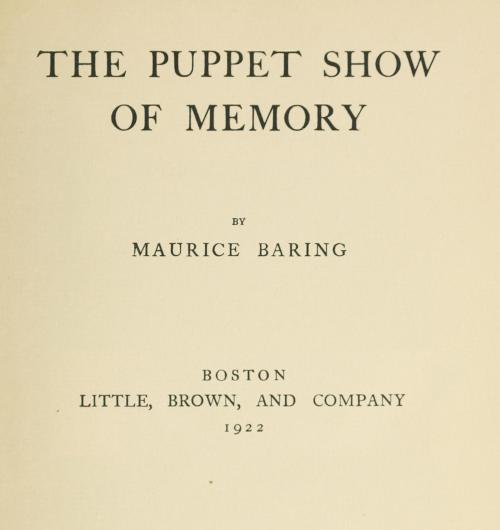 THE PUPPET SHOW
OF MEMORY
BY
MAURICE BARING
BOSTON
LITTLE, BROWN, AND COMPANY
1922